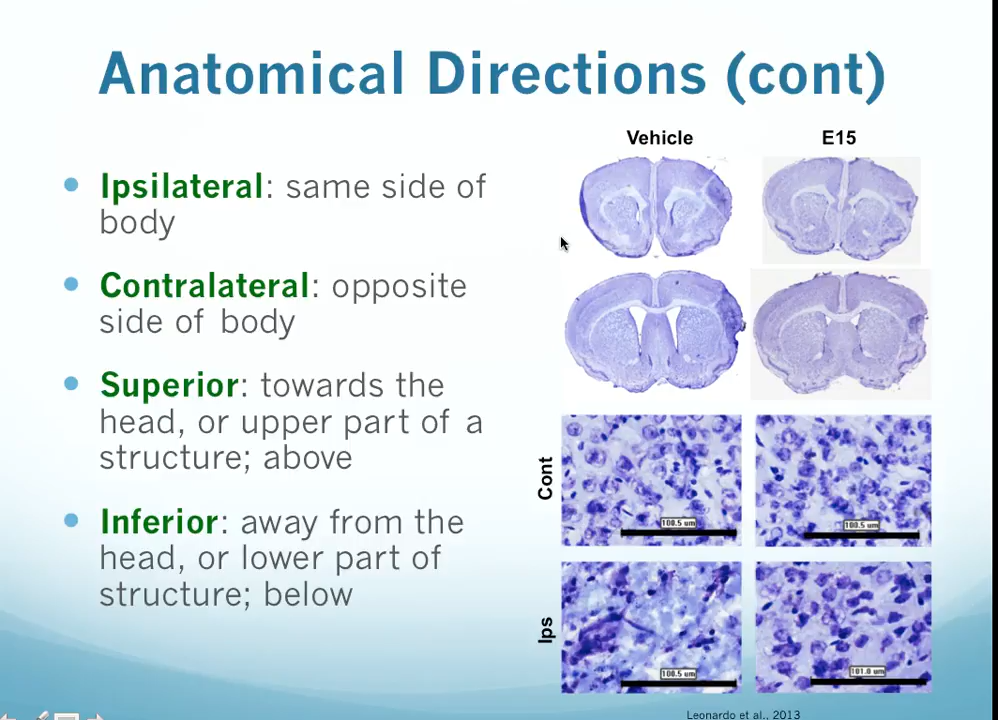 Anatomical Directions (cont)
Ipsilateral: same side of
body
Contralateral: opposite
side of body
Superior: towards the
head, or upper part of a
structure; above
Inferior: away from the
head, or lower part of
structure; below
Vehicle E15
Cont
100.5 um 100.5 um
Ips
100.5 um 101.0 um
Leonardo et al., 2013